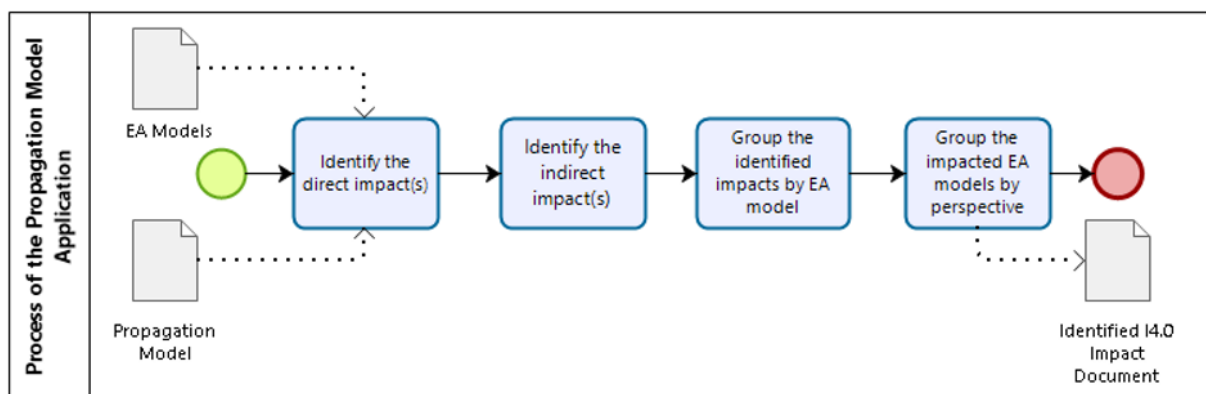 Process of the Propagation Model
Application
EA Models
Identify the
direct impact(s)
Identify the
indirect
impact(s)
Group the
identified
impacts by EA
model
Group the
impacted EA
models by
perspective
Propagation
Model
Identified I4.0
Impact
Document